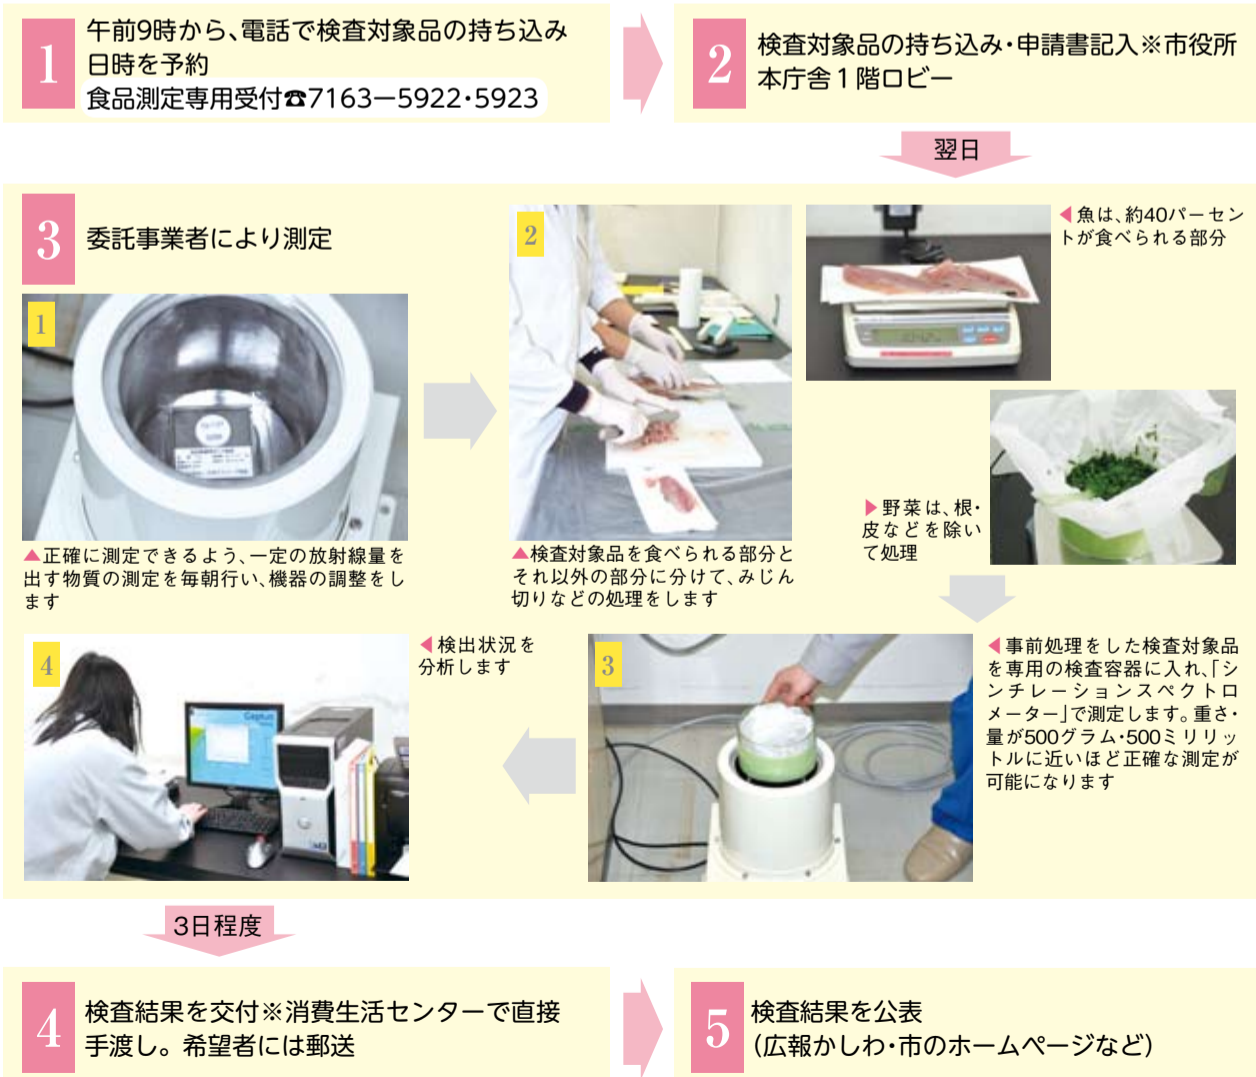 1
午前9時から、電話で検査対象品の持ち込み
日時を予約
食品測定専用受付☎7163ー5922・5923
2
検査対象品の持ち込み・申請書記入※市役所
本庁舎1階ロビー
翌日
3
委託事業者により測定
1
▲正確に測定できるよう、一定の放射線量を
出す物質の測定を毎朝行い、機器の調整をし
ます
2
▲検査対象品を食べられる部分と
それ以外の部分に分けて、みじん
切りなどの処理をします
◀魚は、約40パーセン
トが食べられる部分
▶野菜は、根・
皮などを除い
て処理
3
◀事前処理をした検査対象品
を専用の検査容器に入れ、「シ
ンチレーションスペクトロ
メーター」で測定します。重さ・
量が500グラム・500ミリリッ
トルに近いほど正確な測定が
可能になります
4
◀検出状況を
分析します
3日程度
4
検査結果を交付※消費生活センターで直接
手渡し。希望者には郵送
5
検査結果を公表
（広報かしわ・市のホームページなど）